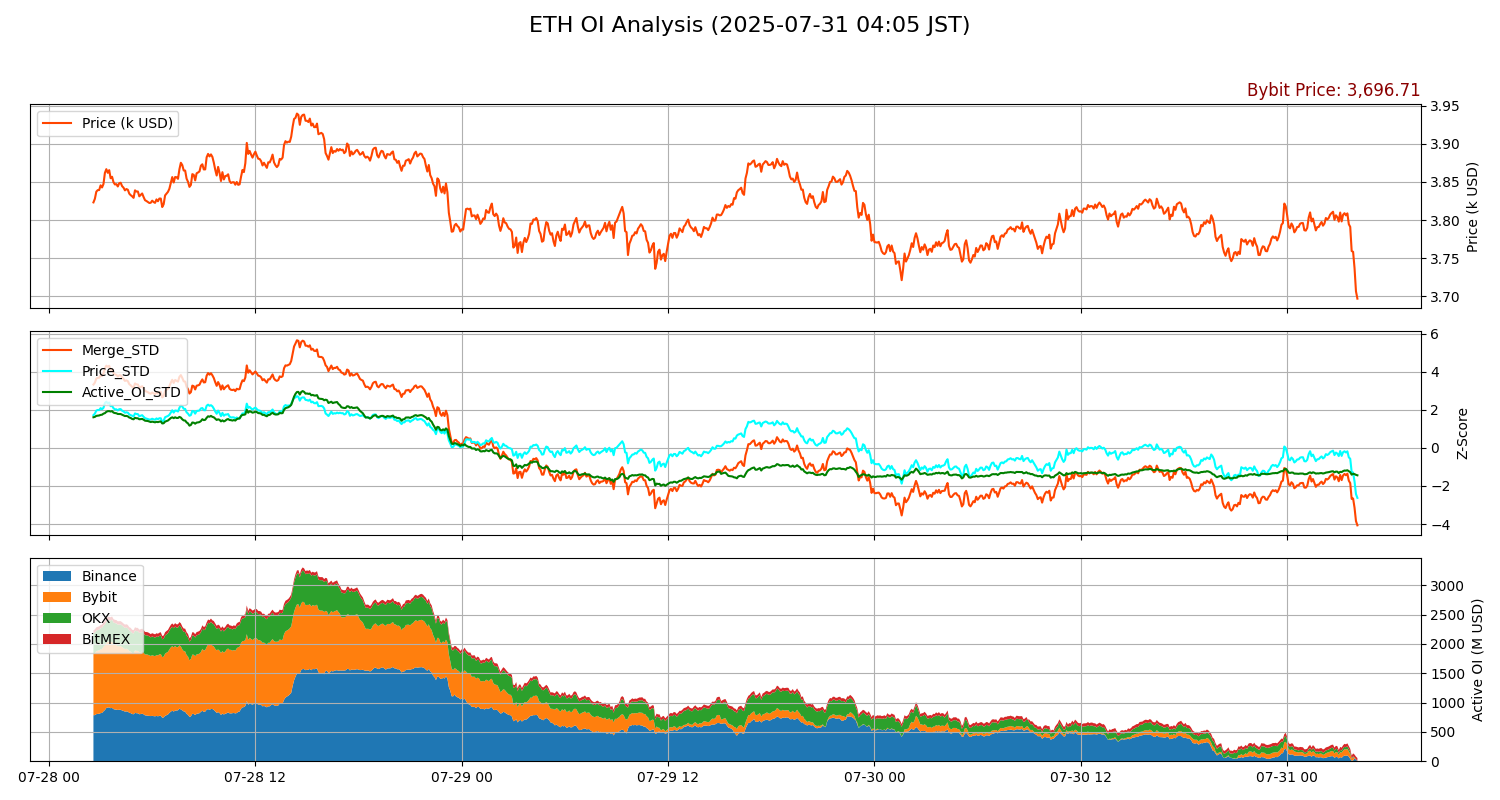 ETH OI Analysis (2025-07-31 04:05 JST)
Bybit Price: 3,696.71
Price (k USD)
3.95
3.90
3.85
3.80
3.75
3.70
Price (k USD)
Merge_STD
Price_STD
Active_OI_STD
6
4
2
0
−2
−4
Z-Score
Binance
Bybit
OKX
BitMEX
3000
2500
2000
1500
1000
500
0
Active OI (M USD)
07-28 00
07-28 12
07-29 00
07-29 12
07-30 00
07-30 12
07-31 00